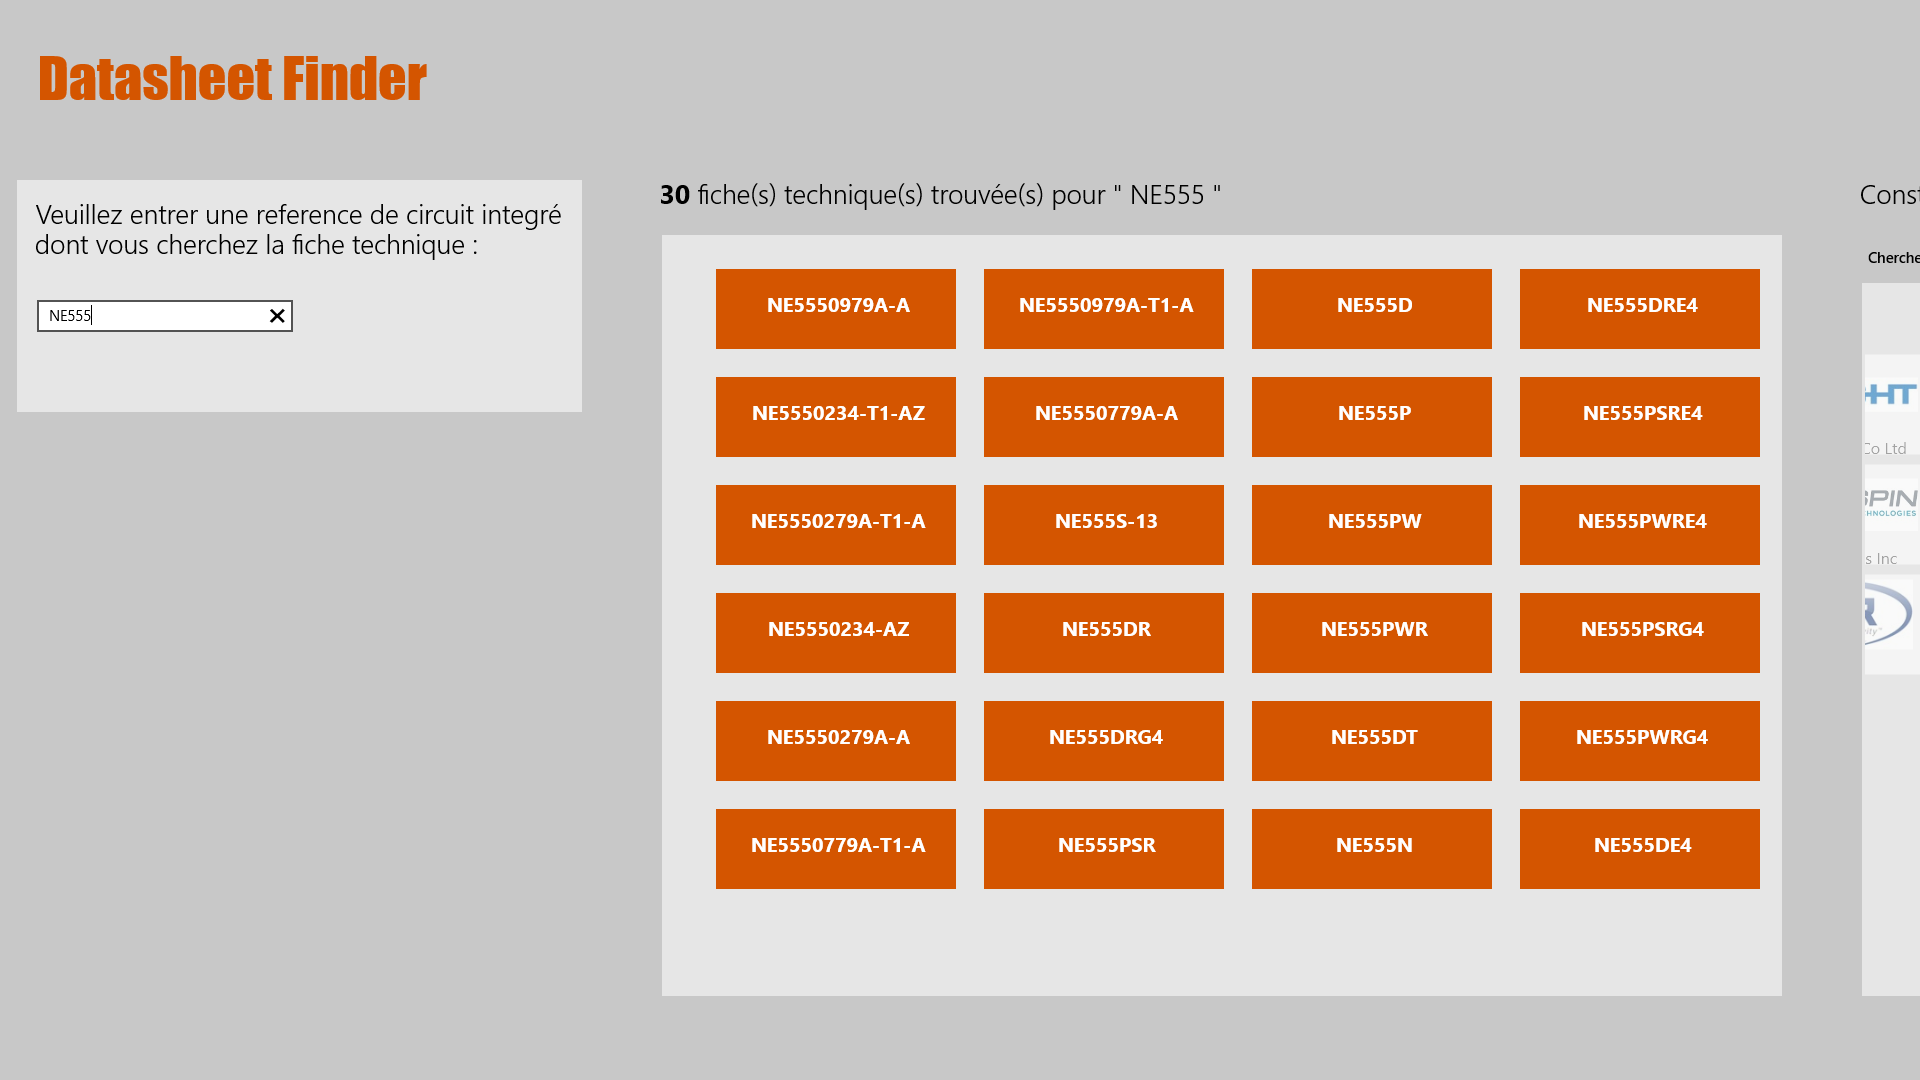 Datasheet Finder
Veuillez entrer une reference de circuit integré
dont vous cherchez la fiche technique :
NE555
30 fiche(s) technique(s) trouvée(s) pour " NE555 "
NE5550979A-A
NE5550979A-T1-A
NE555D
NE555DRE4
NE5550234-T1-AZ
NE5550779A-A
NE555P
NE555PSRE4
NE5550279A-T1-A
NE555S-13
NE555PW
NE555PWRE4
NE5550234-AZ
NE555DR
NE555PWR
NE555PSRG4
NE5550279A-A
NE555DRG4
NE555DT
NE555PWRG4
NE5550779A-T1-A
NE555PSR
NE555N
NE555DE4
Const
Cherche
HT
Co Ltd
SPIN
HNOLOGIES
s Inc